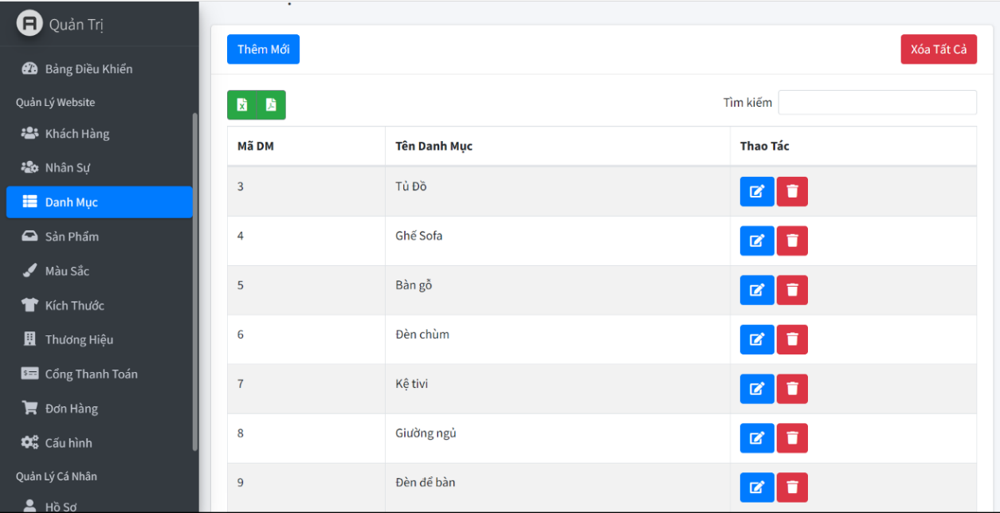 Quản Trị
Bảng Điều Khiển
Quản Lý Website
Khách Hàng
Nhân Sự
Danh Mục
Sản Phẩm
Màu Sắc
Kích Thước
Thương Hiệu
Cổng Thanh Toán
Đơn Hàng
Cấu hình
Quản Lý Cá Nhân
Hồ Sơ
Thêm Mới Xóa Tất Cả
Tìm kiếm
Mã DM Tên Danh Mục Thao Tác
3 Tủ Đồ
4 Ghế Sofa
5 Bàn gỗ
6 Đèn chùm
7 Kệ tivi
8 Giường ngủ
9 Đèn để bàn